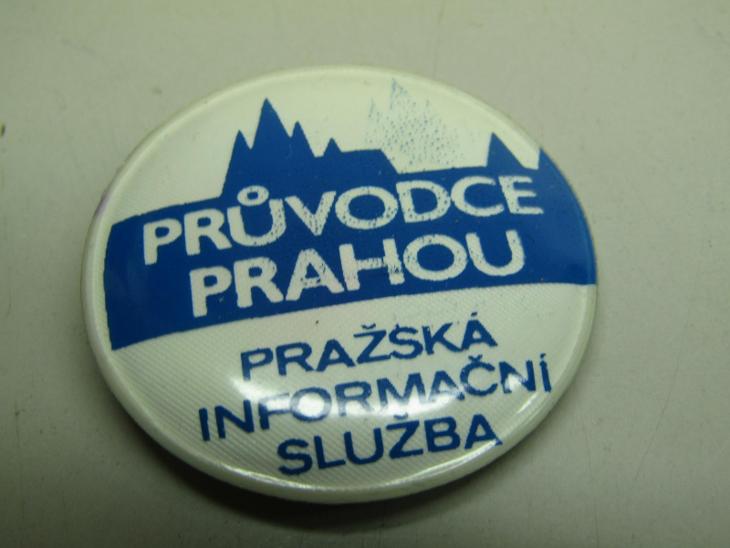 PRŮVODCE
PRAHOU
PRAŽSKÁ
INFORMAČNÍ
SLUŽBA